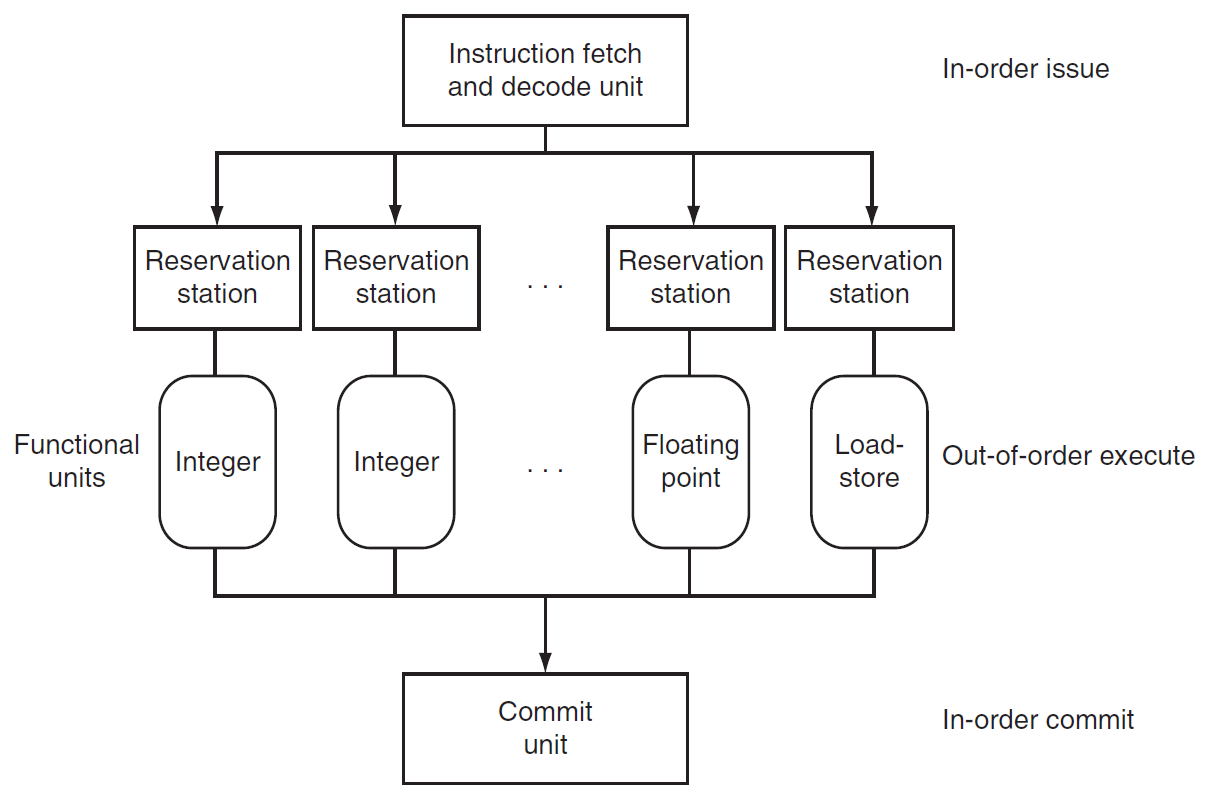 Instruction fetch
and decode unit
In-order issue
Reservation
station
Reservation
station
. . .
Reservation
station
Reservation
station
Functional
units
Integer
Integer
. . .
Floating
point
Load-
store
Out-of-order execute
Commit
unit
In-order commit